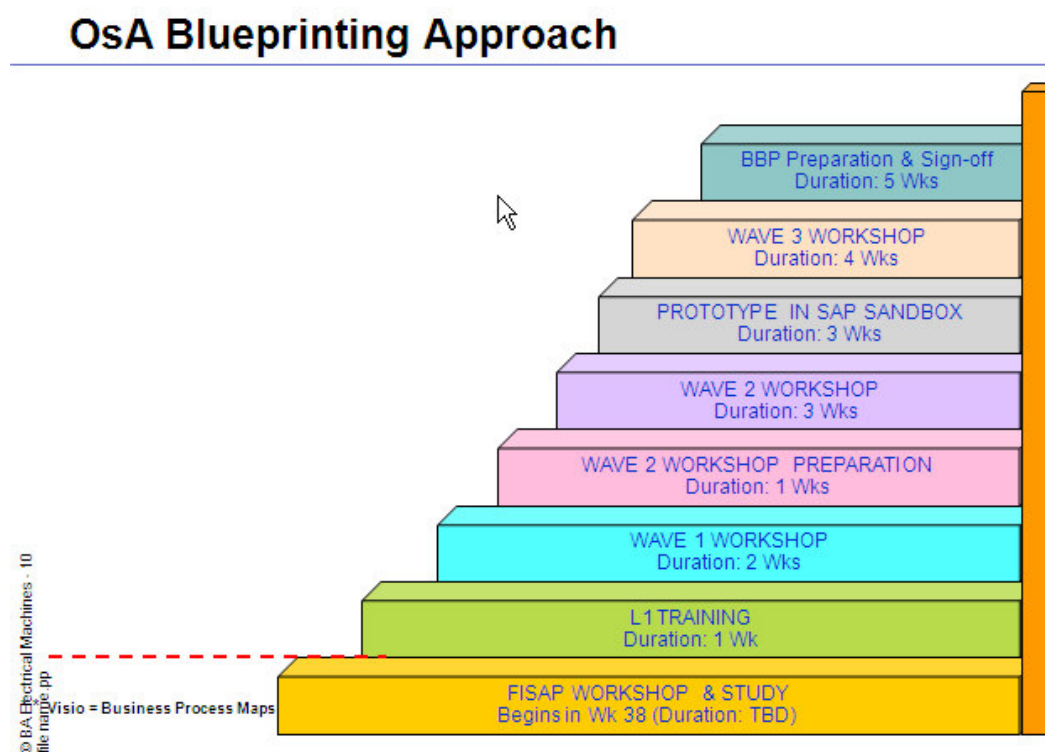 OsA Blueprinting Approach
BBP Preparation & Sign-off
Duration: 5 Wks
WAVE 3 WORKSHOP
Duration: 4 Wks
PROTOTYPE IN SAP SANDBOX
Duration: 3 Wks
WAVE 2 WORKSHOP
Duration: 3 Wks
WAVE 2 WORKSHOP PREPARATION
Duration: 1 Wks
WAVE 1 WORKSHOP
Duration: 2 Wks
L1 TRAINING
Duration: 1 Wk
FISAP WORKSHOP & STUDY
Begins in Wk 38 (Duration: TBD)
* Visio = Business Process Maps
© BA Electrical Machines - 10
file name.pp